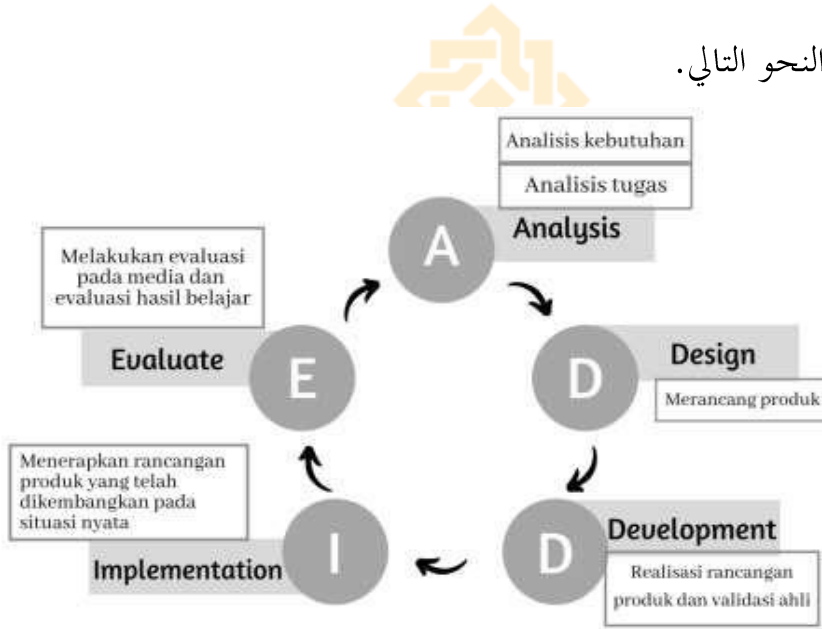 النحو التالي.
Analisis kebutuhan
Analisis tugas
A
Analysis
D
Design
Merancang produk
D
Development
Realisasi rancangan
produk dan validasi ahli
I
Implementation
Menerapkan rancangan
produk yang telah
dikembangkan pada
situasi nyata
E
Evaluate
Melakukan evaluasi
pada media dan
evaluasi hasil belajar